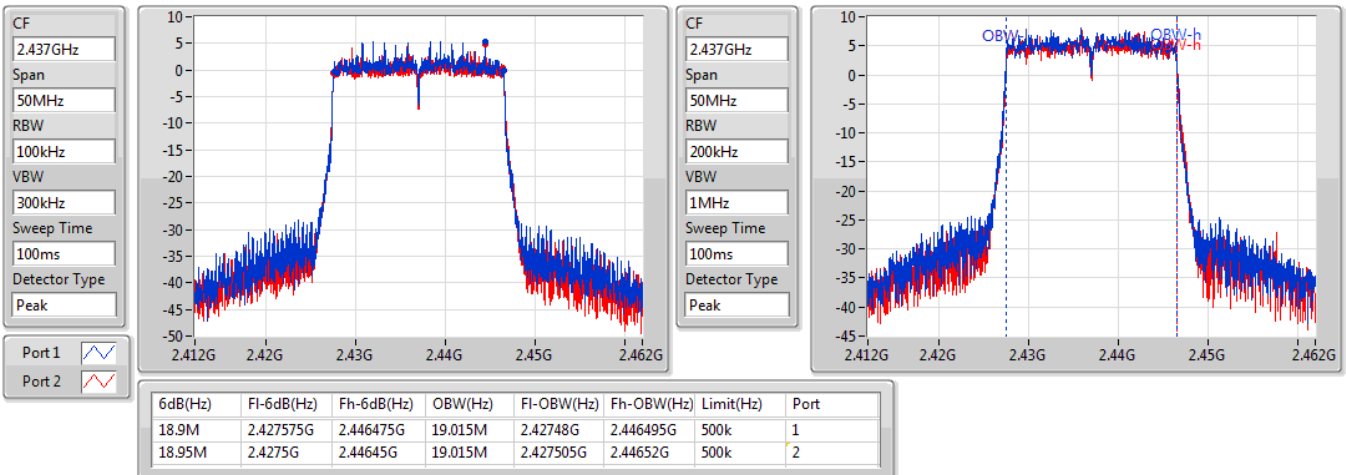 CF
2.437GHz
Span
50MHz
RBW
100kHz
VBW
300kHz
Sweep Time
100ms
Detector Type
Peak
10
5
0
-5
-10
-15
-20
-25
-30
-35
-40
-45
-50
2.412G 2.42G 2.43G 2.44G 2.45G 2.462G
Port 1
Port 2
CF
2.437GHz
Span
50MHz
RBW
200kHz
VBW
1MHz
Sweep Time
100ms
Detector Type
Peak
10
5
0
-5
-10
-15
-20
-25
-30
-35
-40
-45
OBW-h
2.412G 2.42G 2.43G 2.44G 2.45G 2.462G
6dB(Hz) Fl-6dB(Hz) Fh-6dB(Hz) OBW(Hz) Fl-OBW(Hz) Fh-OBW(Hz) Limit(Hz) Port
18.9M 2.427575G 2.446475G 19.015M 2.42748G 2.446495G 500k 1
18.95M 2.4275G 2.44645G 19.015M 2.427505G 2.44652G 500k 2